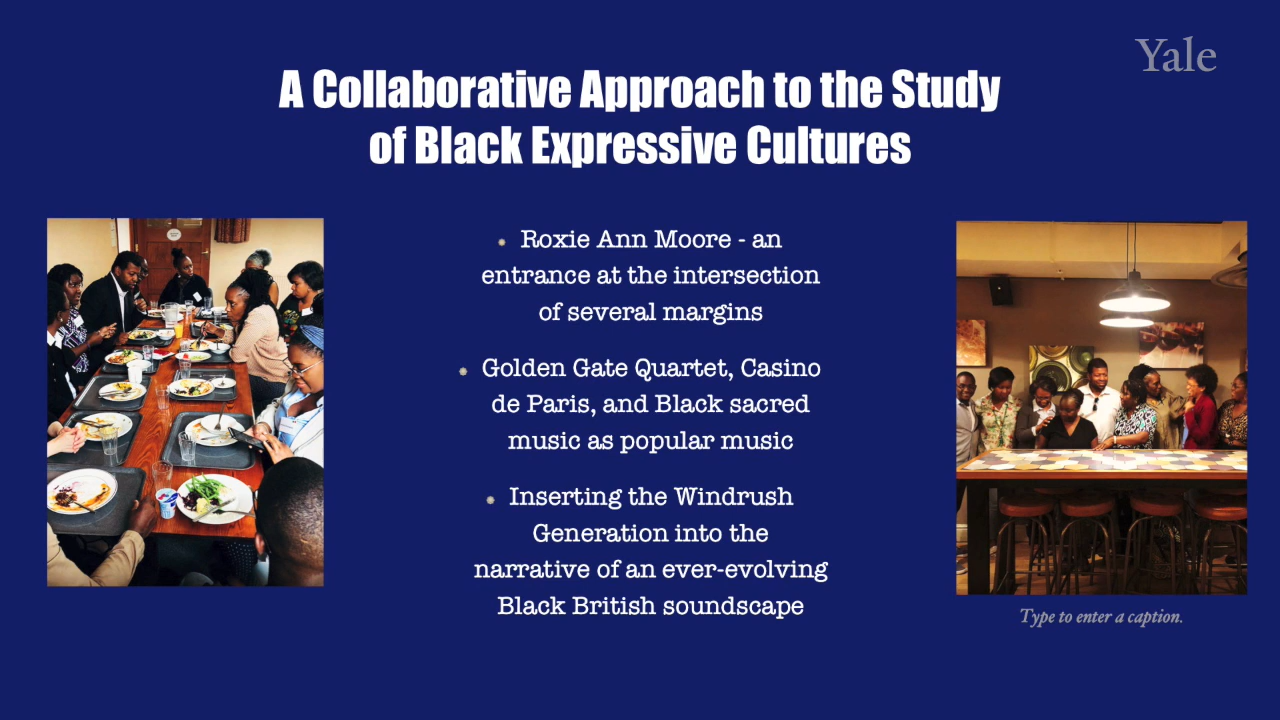 Yale
A Collaborative Approach to the Study
of Black Expressive Cultures
Roxie Ann Moore - an
entrance at the intersection
of several margins
Golden Gate Quartet, Casino
de Paris, and Black sacred
music as popular music
Inserting the Windrush
Generation into the
narrative of an ever-evolving
Black British soundscape
Type to enter a caption.